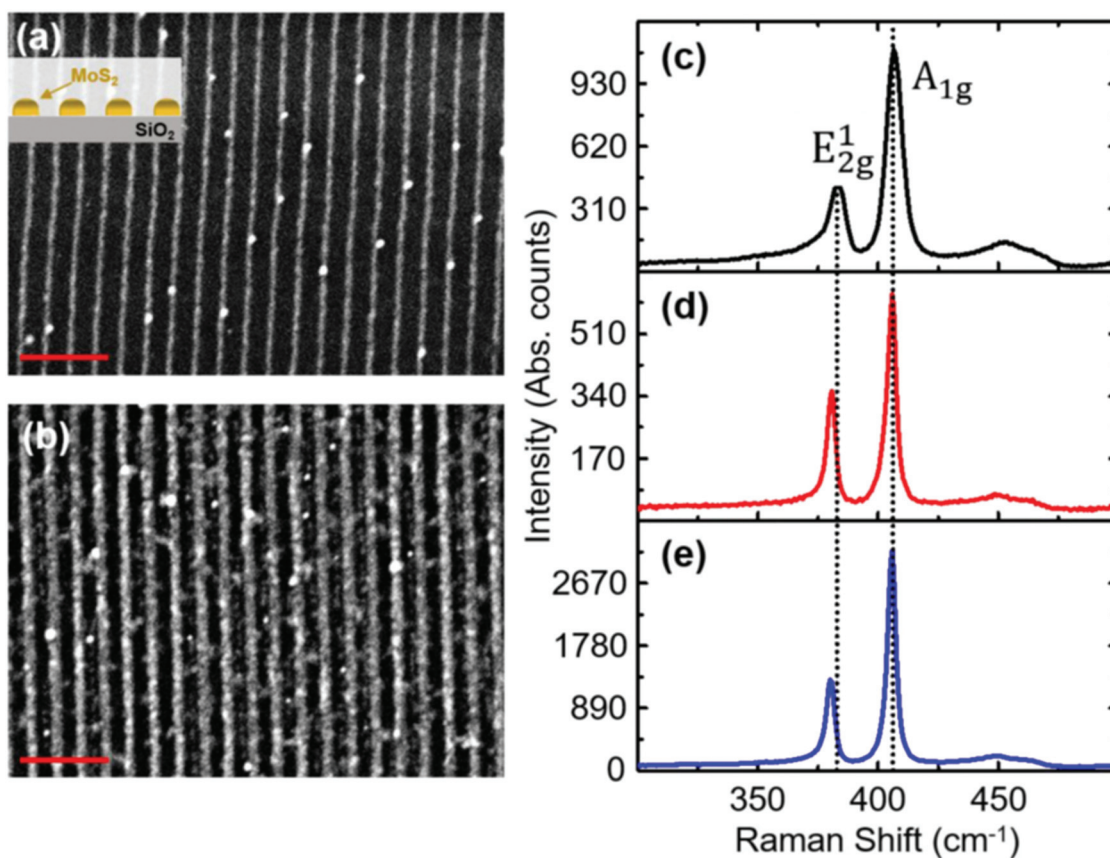 (a)
MoS₂
SiO₂
(b)
Intensity (Abs. counts)
(c)
930
620
310
E¹₂g
A₁g
(d)
510
340
170
(e)
2670
1780
890
0
350 400 450
Raman Shift (cm⁻¹)